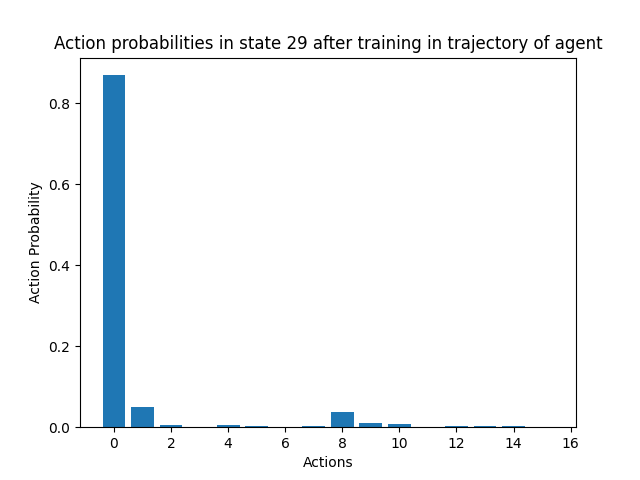 Action probabilities in state 29 after training in trajectory of agent
Action Probability
0.8
0.6
0.4
0.2
0.0
0 2 4 6 8 10 12 14 16
Actions